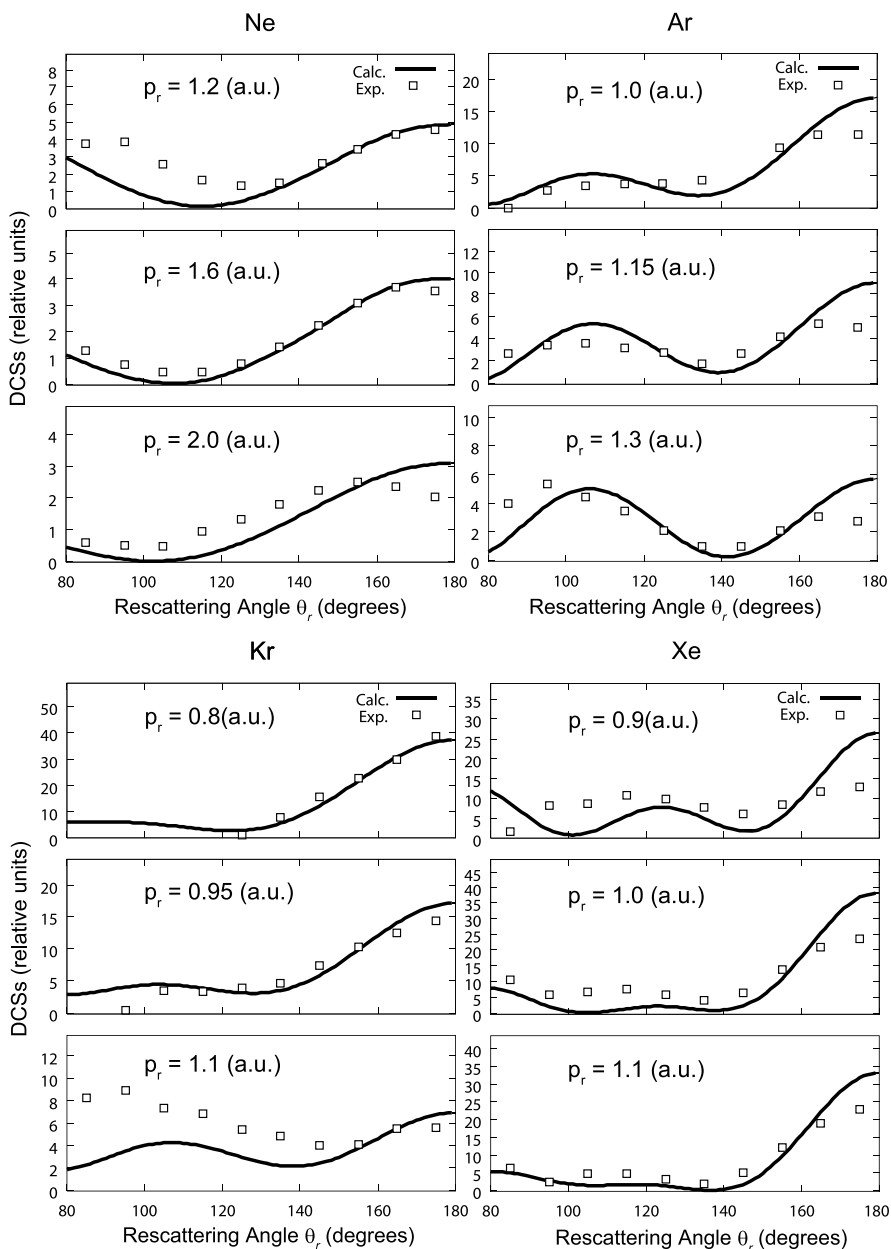 Ne
Ar
8
7
6
5
4
3
2
1
0
p_r = 1.2 (a.u.)
Calc.
Exp.
20
15
10
5
0
p_r = 1.0 (a.u.)
Calc.
Exp.
DCSs (relative units)
5
4
3
2
1
0
p_r = 1.6 (a.u.)
12
10
8
6
4
2
0
p_r = 1.15 (a.u.)
4
3
2
1
0
p_r = 2.0 (a.u.)
10
8
6
4
2
0
p_r = 1.3 (a.u.)
80 100 120 140 160 180
80 100 120 140 160 180
Rescattering Angle θ_r (degrees)
Rescattering Angle θ_r (degrees)
Kr
Xe
50
40
30
20
10
0
p_r = 0.8(a.u.)
Calc.
Exp.
35
30
25
20
15
10
5
0
p_r = 0.9(a.u.)
Calc.
Exp.
DCSs (relative units)
20
15
10
5
0
p_r = 0.95 (a.u.)
45
40
35
30
25
20
15
10
5
0
p_r = 1.0 (a.u.)
12
10
8
6
4
2
0
p_r = 1.1 (a.u.)
40
35
30
25
20
15
10
5
0
p_r = 1.1 (a.u.)
80 100 120 140 160 180
80 100 120 140 160 180
Rescattering Angle θ_r (degrees)
Rescattering Angle θ_r (degrees)